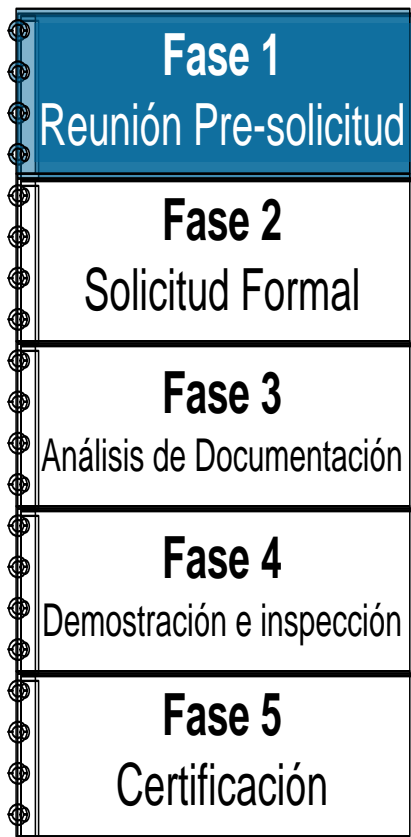 Fase 1
Reunión Pre-solicitud
Fase 2
Solicitud Formal
Fase 3
Análisis de Documentación
Fase 4
Demostración e inspección
Fase 5
Certificación